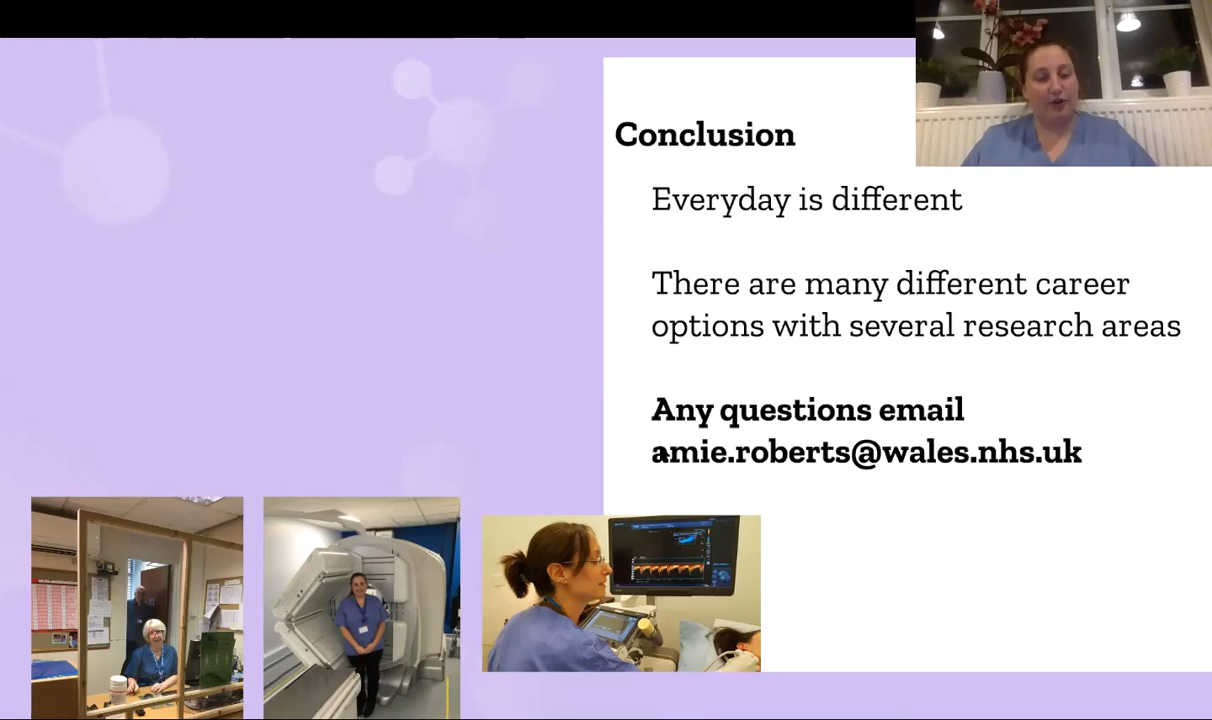 Conclusion
Everyday is different
There are many different career
options with several research areas
Any questions email
amie.roberts@wales.nhs.uk